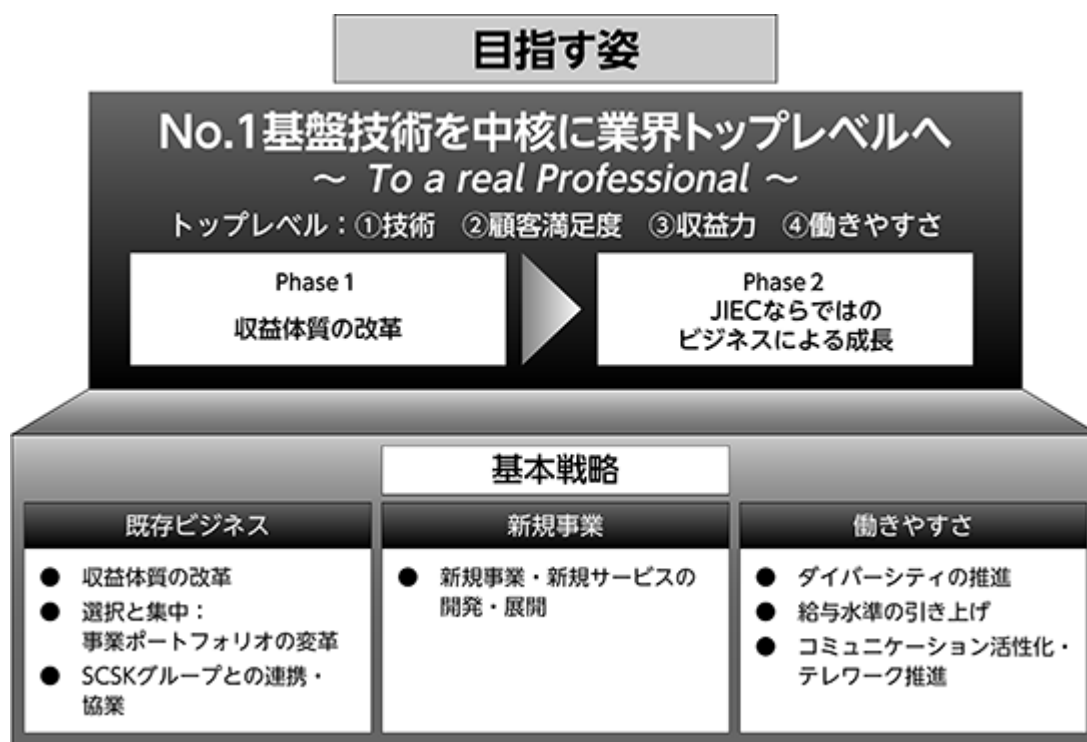 目指す姿
No.1基盤技術を中核に業界トップレベルへ
～ To a real Professional ～
トップレベル：①技術　②顧客満足度　③収益力　④働きやすさ
Phase 1
収益体質の改革
Phase 2
JIECならではの
ビジネスによる成長
基本戦略
既存ビジネス
● 収益体質の改革
● 選択と集中：
事業ポートフォリオの変革
● SCSKグループとの連携・
協業
新規事業
● 新規事業・新規サービスの
開発・展開
働きやすさ
● ダイバーシティの推進
● 給与水準の引き上げ
● コミュニケーション活性化・
テレワーク推進